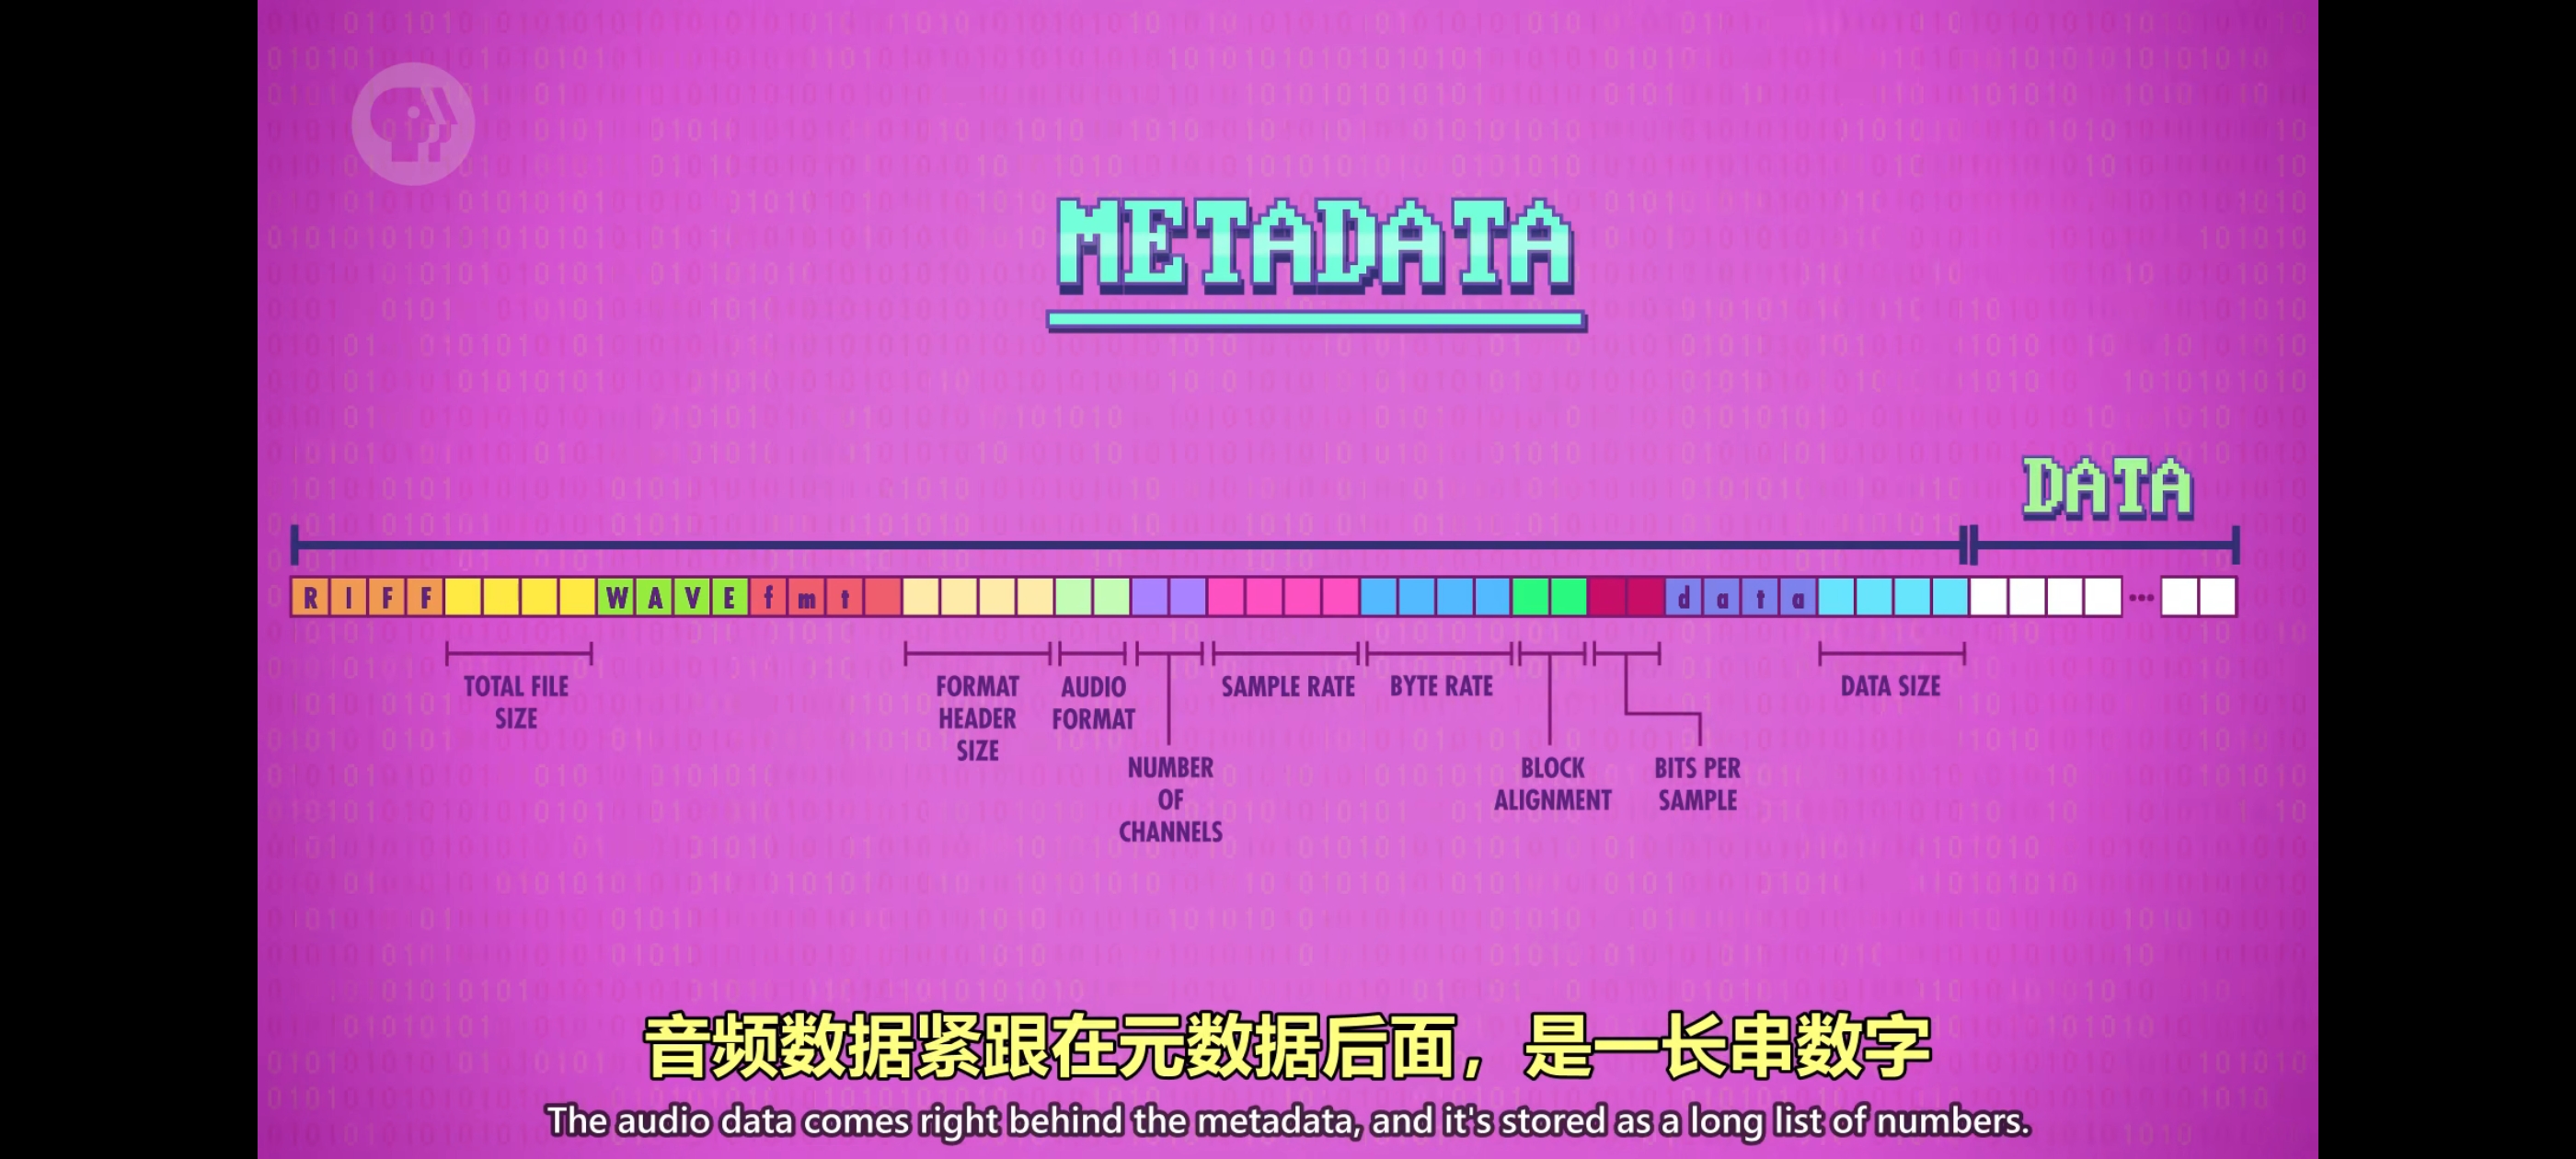 METADATA
DATA
R I F F W A V E f m t d a t a ...
TOTAL FILE
SIZE
FORMAT
HEADER
SIZE
AUDIO
FORMAT
NUMBER
OF
CHANNELS
SAMPLE RATE
BYTE RATE
BLOCK
ALIGNMENT
BITS PER
SAMPLE
DATA SIZE
音频数据紧跟在元数据后面，是一长串数字
The audio data comes right behind the metadata, and it's stored as a long list of numbers.